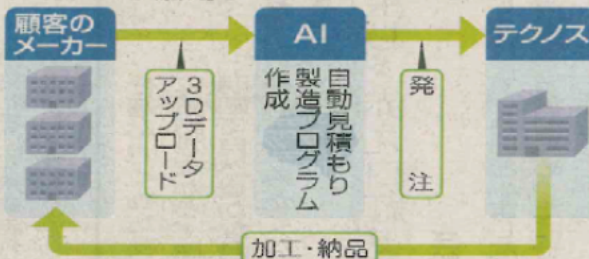 顧客の
メーカー
3Dデータ
アップロード
AI
自動見積もり
製造プログラム
作成
発注
テクノス
加工・納品